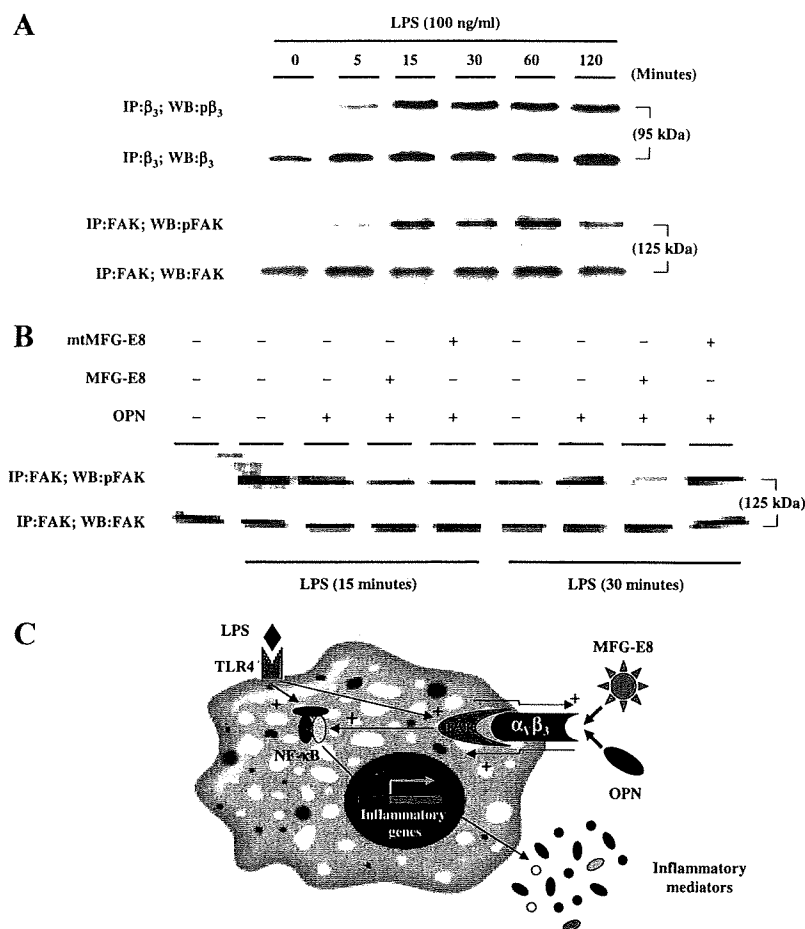 A
LPS (100 ng/ml)
0 5 15 30 60 120
(Minutes)
IP:β₃; WB:pβ₃
(95 kDa)
IP:β₃; WB:β₃
IP:FAK; WB:pFAK
(125 kDa)
IP:FAK; WB:FAK
B
mtMFG-E8 – – – – + – – – +
MFG-E8 – – – + – – – + –
OPN – – + + + – + + +
IP:FAK; WB:pFAK
(125 kDa)
IP:FAK; WB:FAK
LPS (15 minutes) LPS (30 minutes)
C
LPS
TLR4
MFG-E8
+
+
+
+
αᵥβ₃
NF-κB
+
OPN
Inflammatory
genes
Inflammatory
mediators